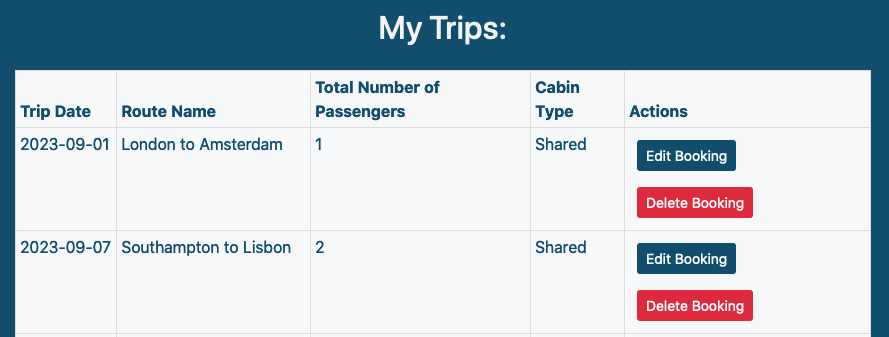 My Trips:
Total Number of Cabin
Trip Date Route Name Passengers Type Actions
2023-09-01 London to Amsterdam 1 Shared Edit Booking
Delete Booking
2023-09-07 Southampton to Lisbon 2 Shared Edit Booking
Delete Booking